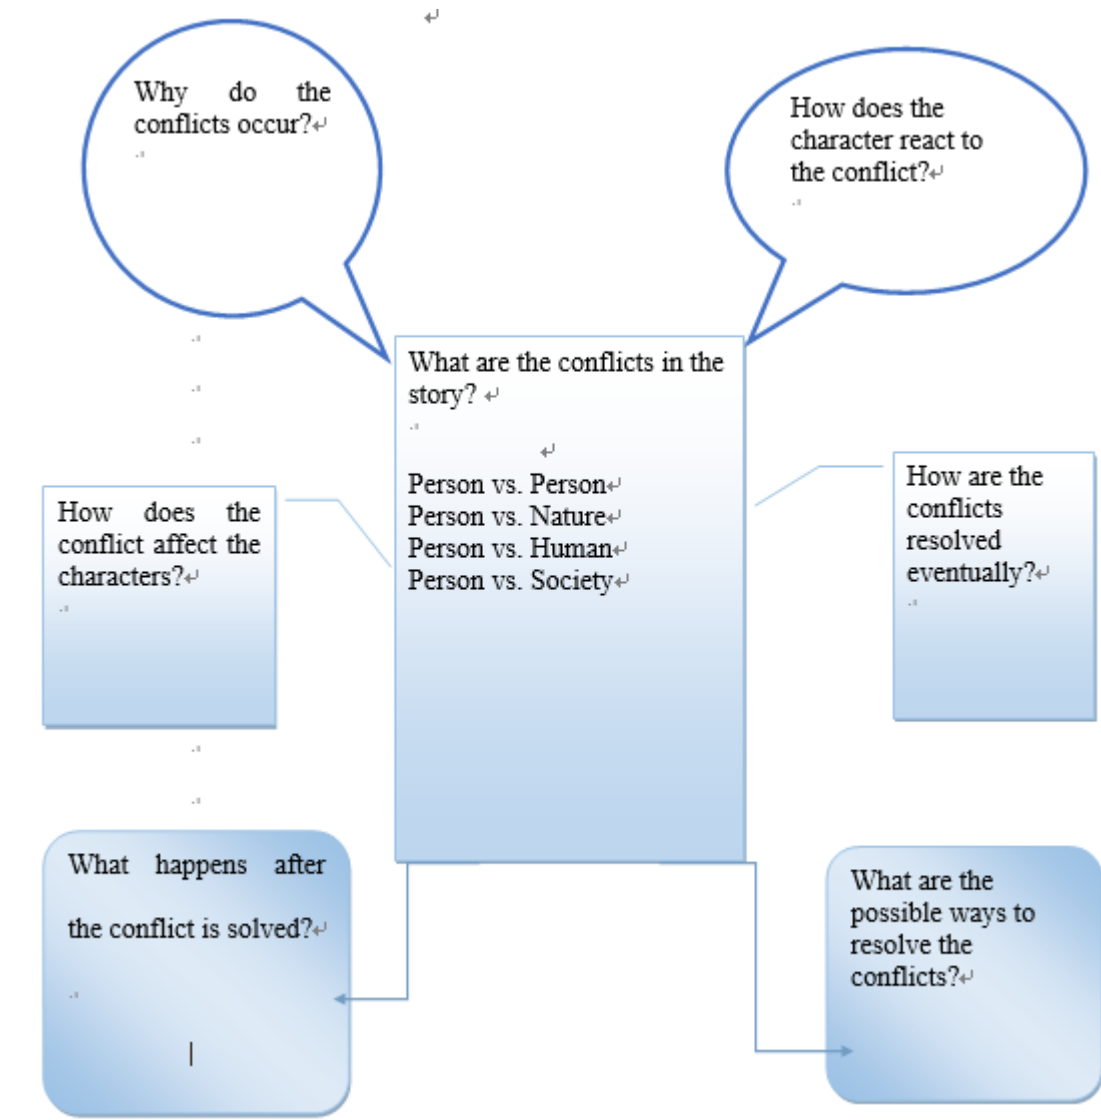 Why do the
conflicts occur?
How does the
character react to
the conflict?
What are the conflicts in the
story?
Person vs. Person
Person vs. Nature
Person vs. Human
Person vs. Society
How does the
conflict affect the
characters?
How are the
conflicts
resolved
eventually?
What happens after
the conflict is solved?
What are the
possible ways to
resolve the
conflicts?